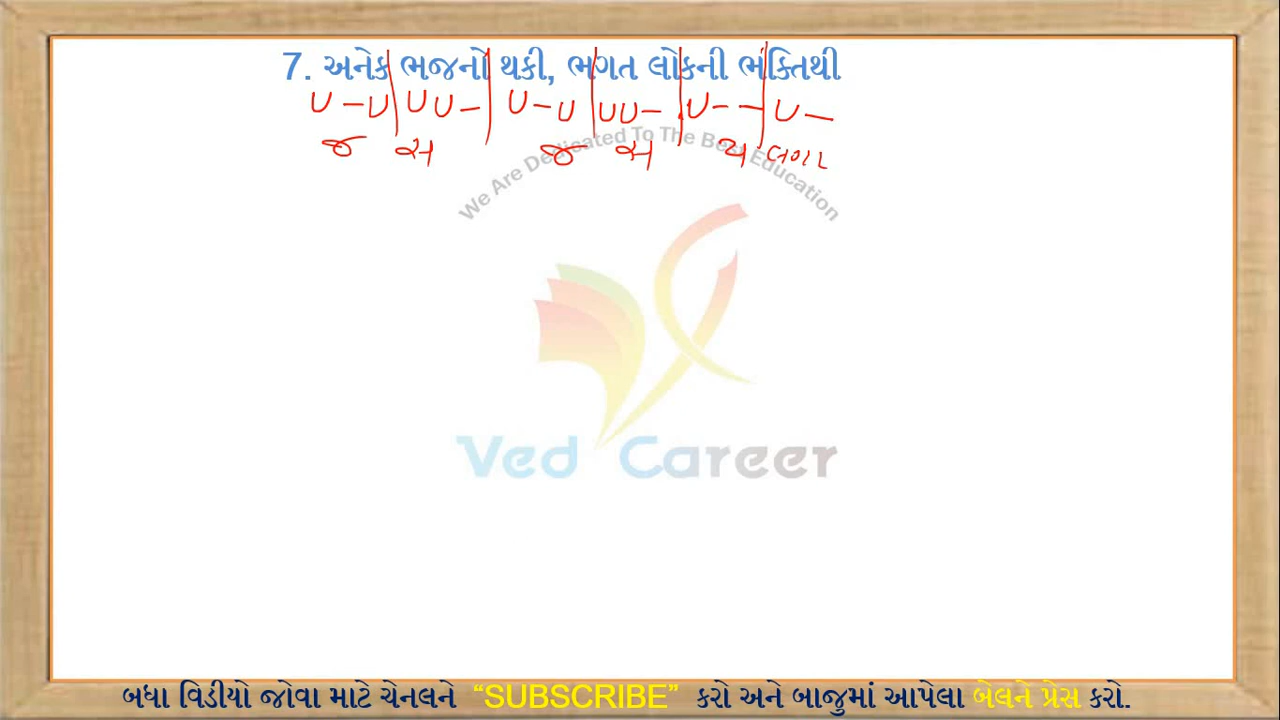 7. અનેક ભજનો થકી, ભગત લોકની ભક્તિથી
U – U U U – U – U U U – U – – U –
જ સ જ સ ય લગા
We Are Dedicated To The Best Education
Ved Career
બધા વિડીયો જોવા માટે ચેનલને “SUBSCRIBE” કરો અને બાજુમાં આપેલા બેલને પ્રેસ કરો.